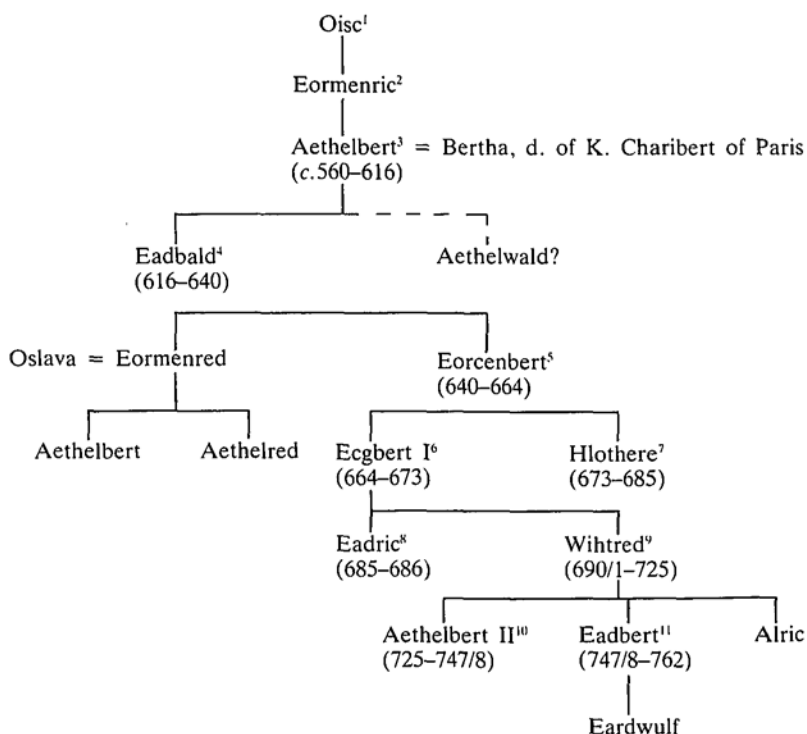 Oisc¹
Eormenric²
Aethelbert³ = Bertha, d. of K. Charibert of Paris
(c.560–616)
Eadbald⁴ Aethelwald?
(616–640)
Oslava = Eormenred Eorcenbert⁵
(640–664)
Aethelbert Aethelred Ecgbert I⁶ Hlothere⁷
(664–673) (673–685)
Eadric⁸ Wihtred⁹
(685–686) (690/1–725)
Aethelbert II¹⁰ Eadbert¹¹ Alric
(725–747/8) (747/8–762)
Eardwulf